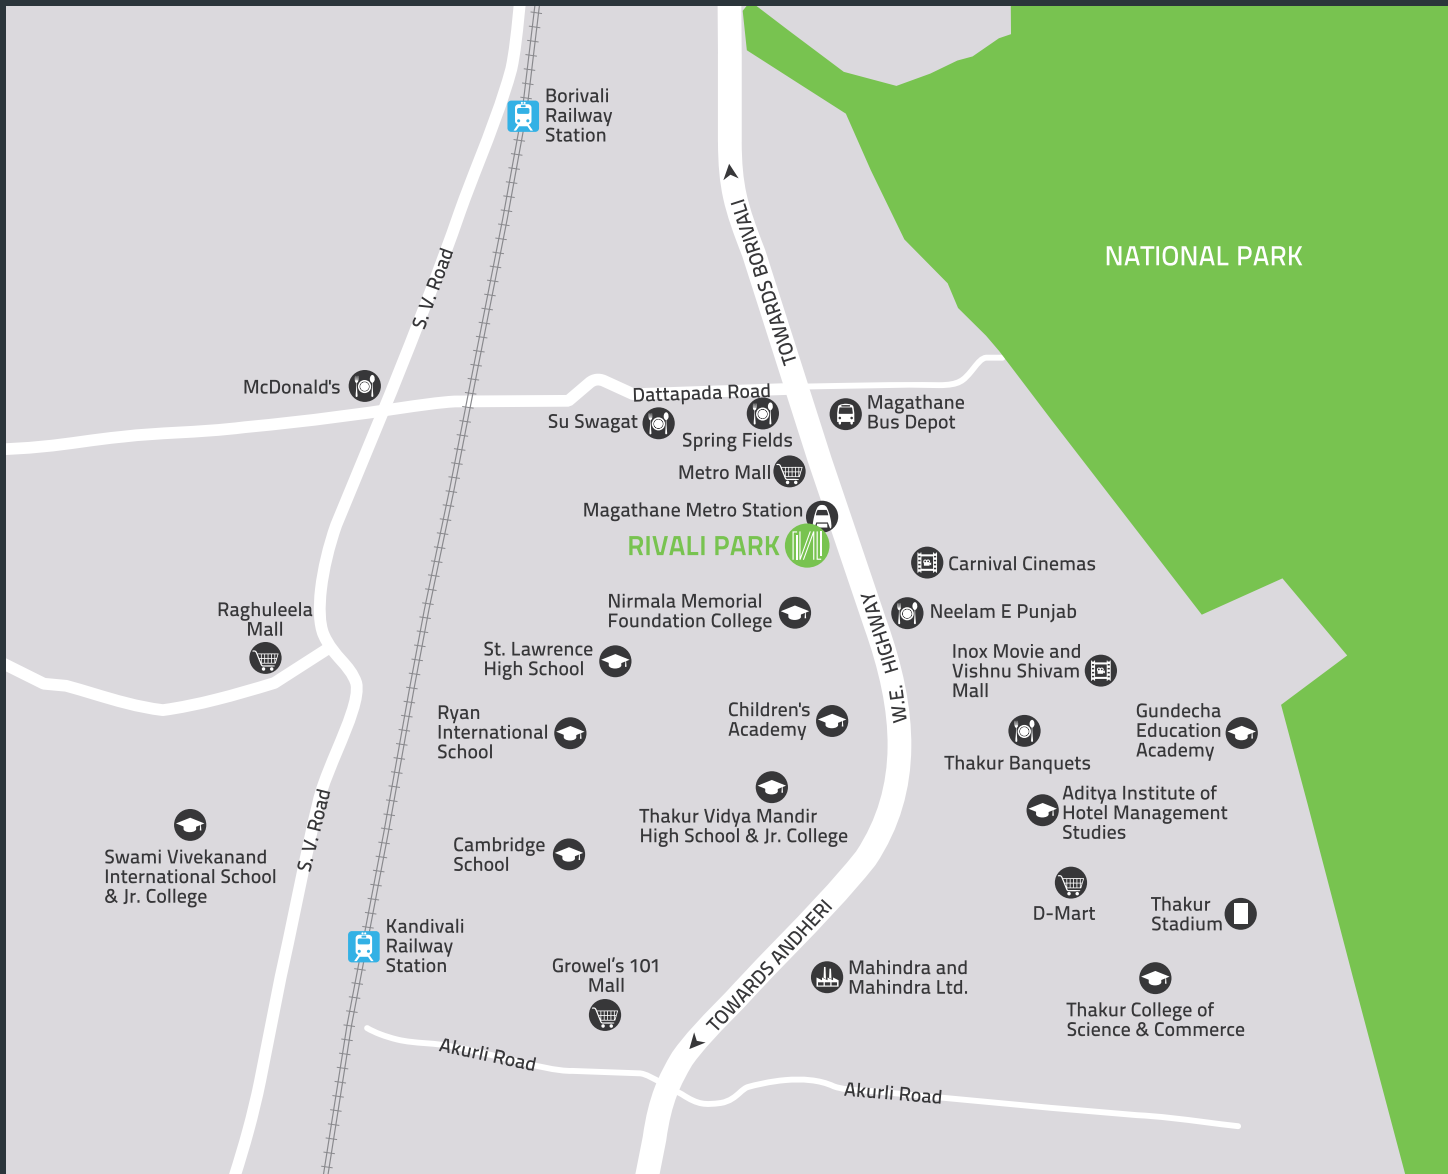 Borivali
Railway
Station
NATIONAL PARK
TOWARDS BORIVALI
S. V. Road
McDonald's
Dattapada Road
Su Swagat
Spring Fields
Magathane
Bus Depot
Metro Mall
Magathane Metro Station
RIVALI PARK
Carnival Cinemas
Nirmala Memorial
Foundation College
Neelam E Punjab
W.E. HIGHWAY
Raghuleela
Mall
St. Lawrence
High School
Inox Movie and
Vishnu Shivam
Mall
Ryan
International
School
Children's
Academy
Gundecha
Education
Academy
Thakur Banquets
Thakur Vidya Mandir
High School & Jr. College
Aditya Institute of
Hotel Management
Studies
S. V. Road
Swami Vivekanand
International School
& Jr. College
Cambridge
School
D-Mart
Thakur
Stadium
Kandivali
Railway
Station
TOWARDS ANDHERI
Growel's 101
Mall
Mahindra and
Mahindra Ltd.
Thakur College of
Science & Commerce
Akurli Road
Akurli Road